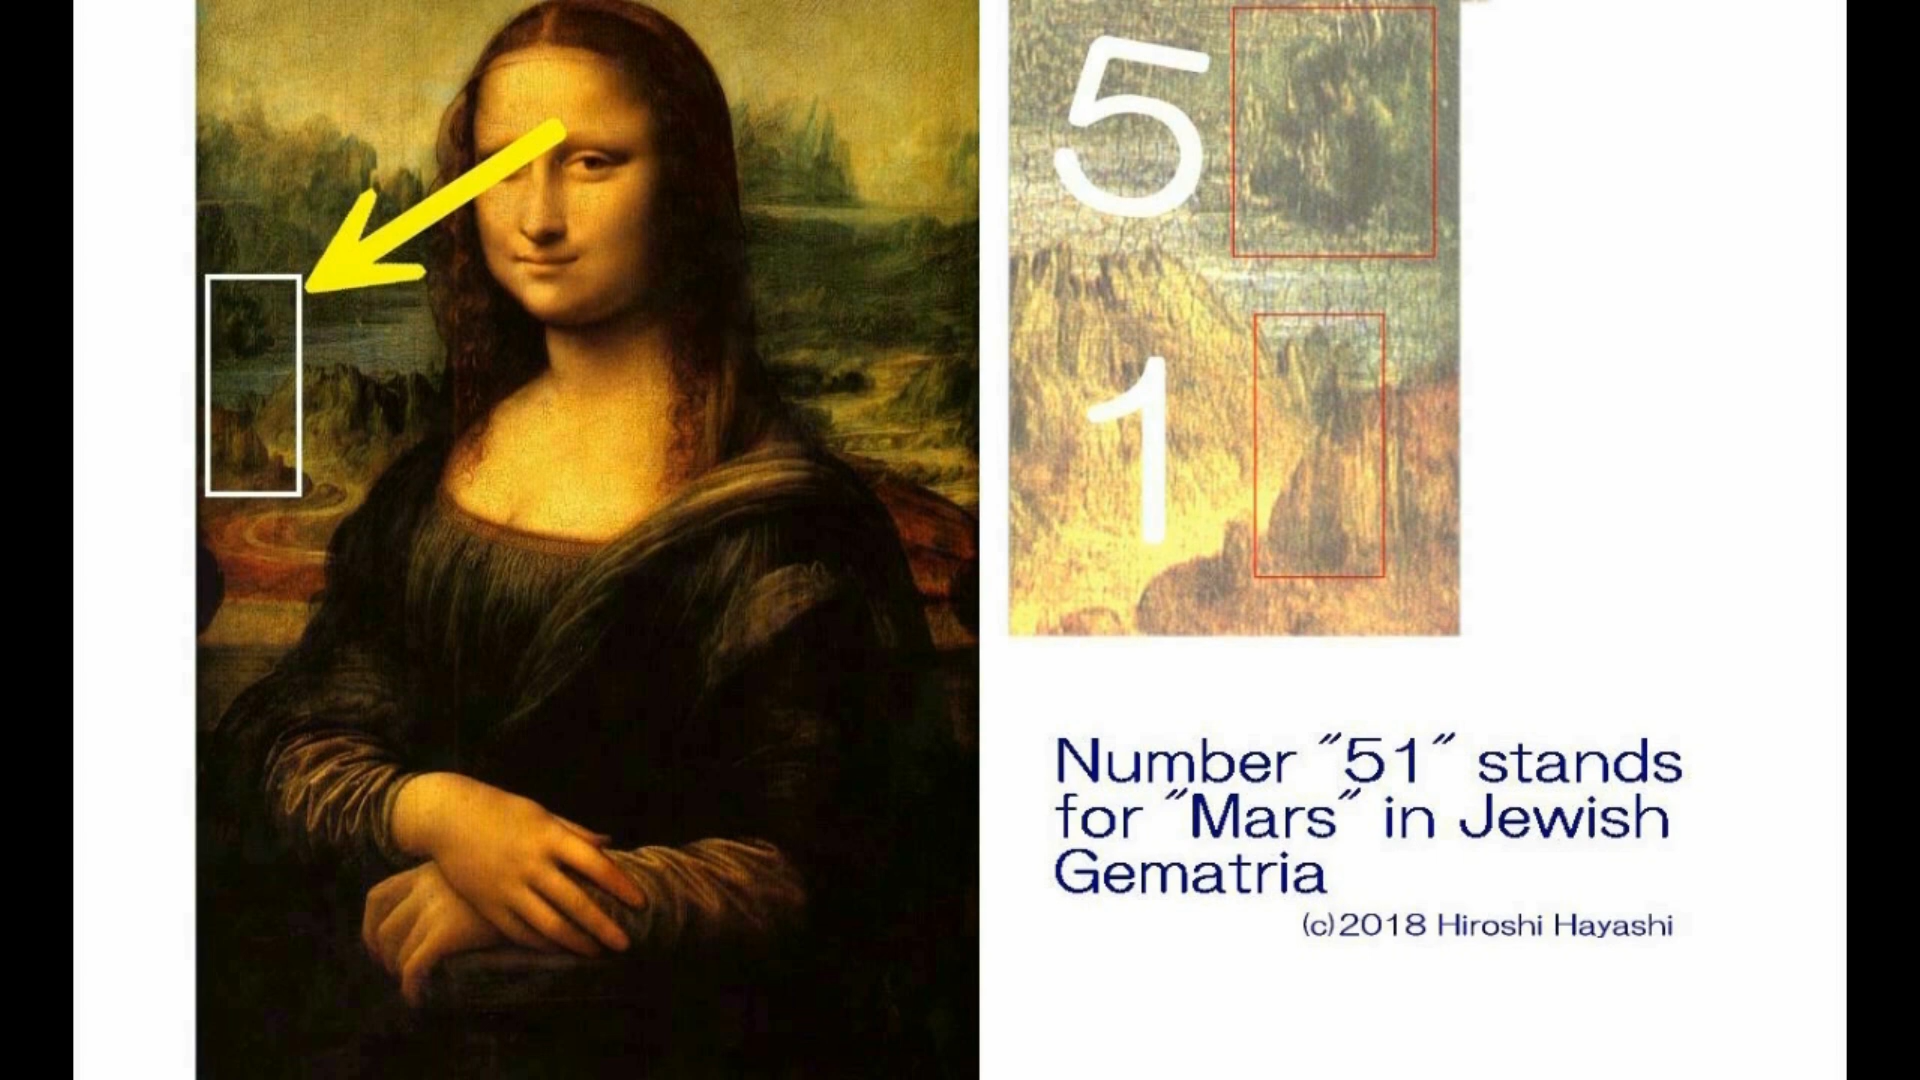 5
1
Number "51" stands
for "Mars" in Jewish
Gematria
(c)2018 Hiroshi Hayashi